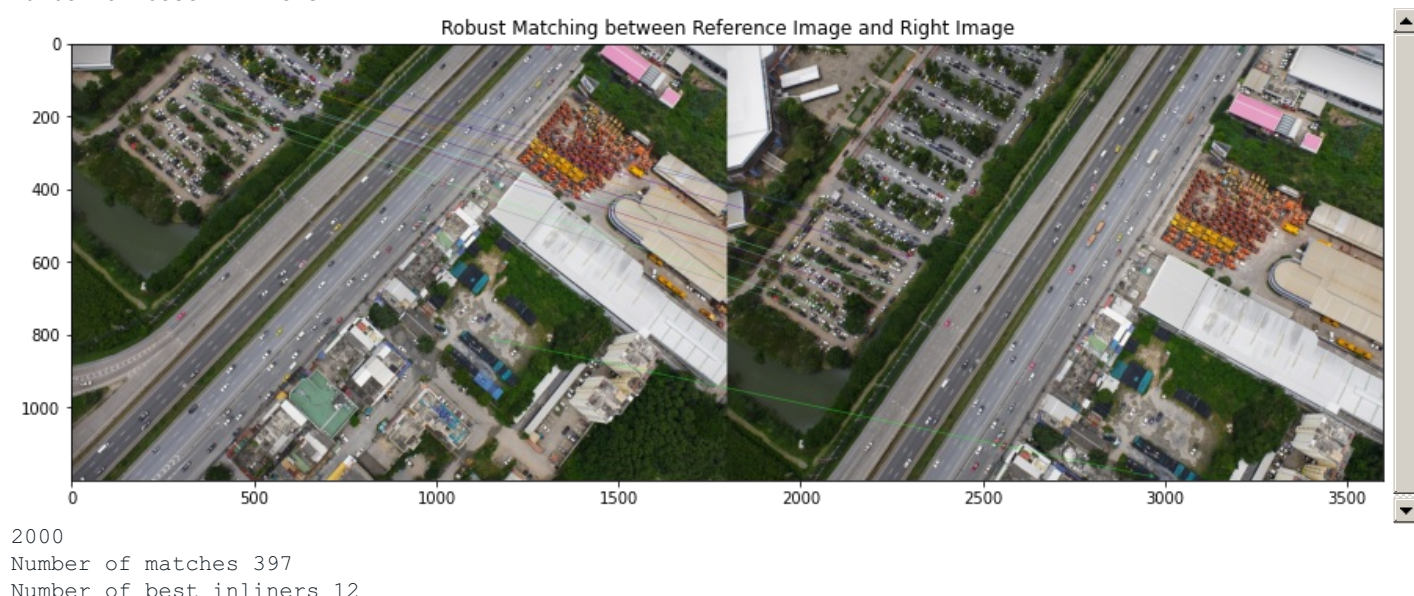 Robust Matching between Reference Image and Right Image
0
200
400
600
800
1000
0 500 1000 1500 2000 2500 3000 3500
2000
Number of matches 397
Number of best inliners 12